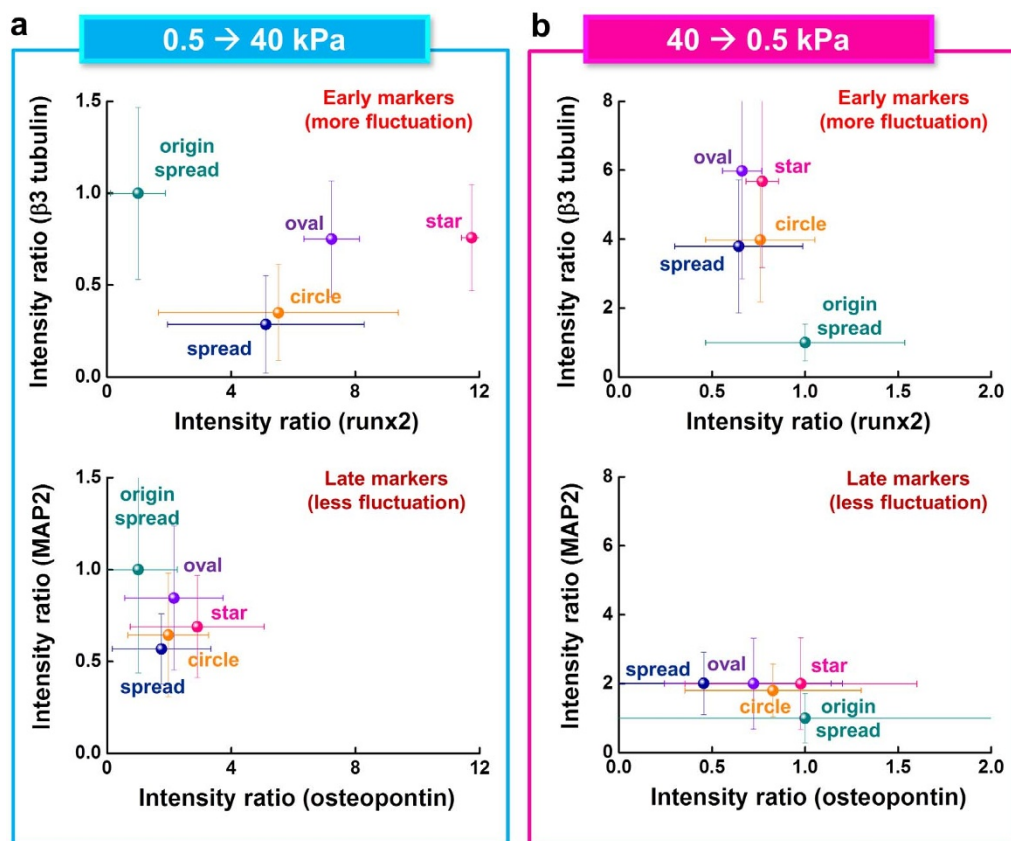 a
0.5 → 40 kPa
Intensity ratio (β3 tubulin)
1.5
1.0
0.5
0.0
Early markers
(more fluctuation)
origin
spread
oval
star
circle
spread
0
4
8
12
Intensity ratio (runx2)
Intensity ratio (MAP2)
1.5
1.0
0.5
0.0
Late markers
(less fluctuation)
origin
spread
oval
star
circle
spread
0
4
8
12
Intensity ratio (osteopontin)
b
40 → 0.5 kPa
Intensity ratio (β3 tubulin)
8
6
4
2
0
Early markers
(more fluctuation)
oval
star
circle
spread
origin
spread
0.0
0.5
1.0
1.5
2.0
Intensity ratio (runx2)
Intensity ratio (MAP2)
8
6
4
2
0
Late markers
(less fluctuation)
spread
oval
star
circle
origin
spread
0.0
0.5
1.0
1.5
2.0
Intensity ratio (osteopontin)